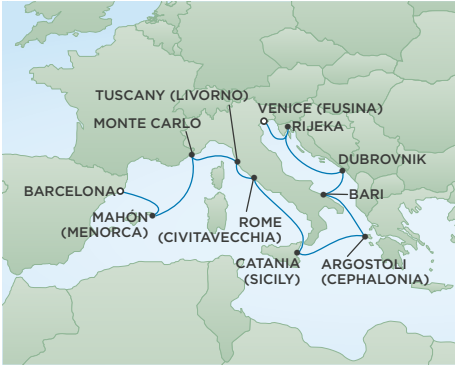 TUSCANY (LIVORNO)
VENICE (FUSINA)
MONTE CARLO
RIJEKA
DUBROVNIK
BARCELONA
BARI
MAHÓN
(MENORCA)
ROME
(CIVITAVECCHIA)
CATANIA
(SICILY)
ARGOSTOLI
(CEPHALONIA)